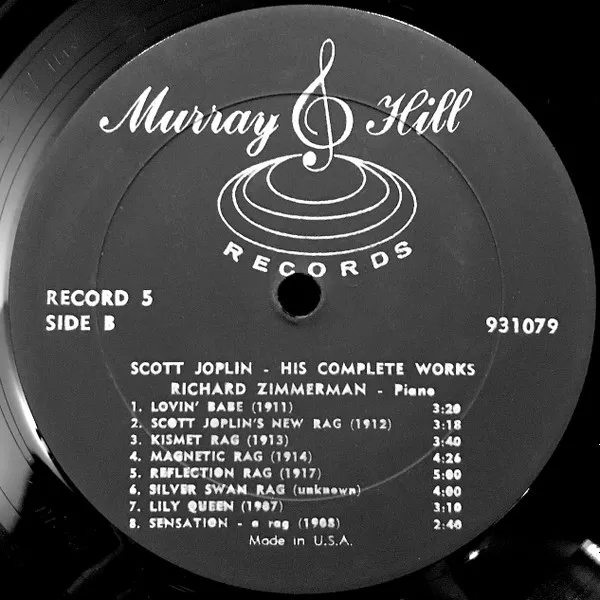 Murray Hill
RECORDS
RECORD 5
SIDE B
931079
SCOTT JOPLIN - HIS COMPLETE WORKS
RICHARD ZIMMERMAN - Piano
1. LOVIN' BABE (1911) 3:20
2. SCOTT JOPLIN'S NEW RAG (1912) 3:18
3. KISMET RAG (1913) 3:40
4. MAGNETIC RAG (1914) 4:26
5. REFLECTION RAG (1917) 5:00
6. SILVER SWAN RAG (unknown) 4:00
7. LILY QUEEN (1907) 3:10
8. SENSATION - a rag (1908) 2:40
Made in U.S.A.